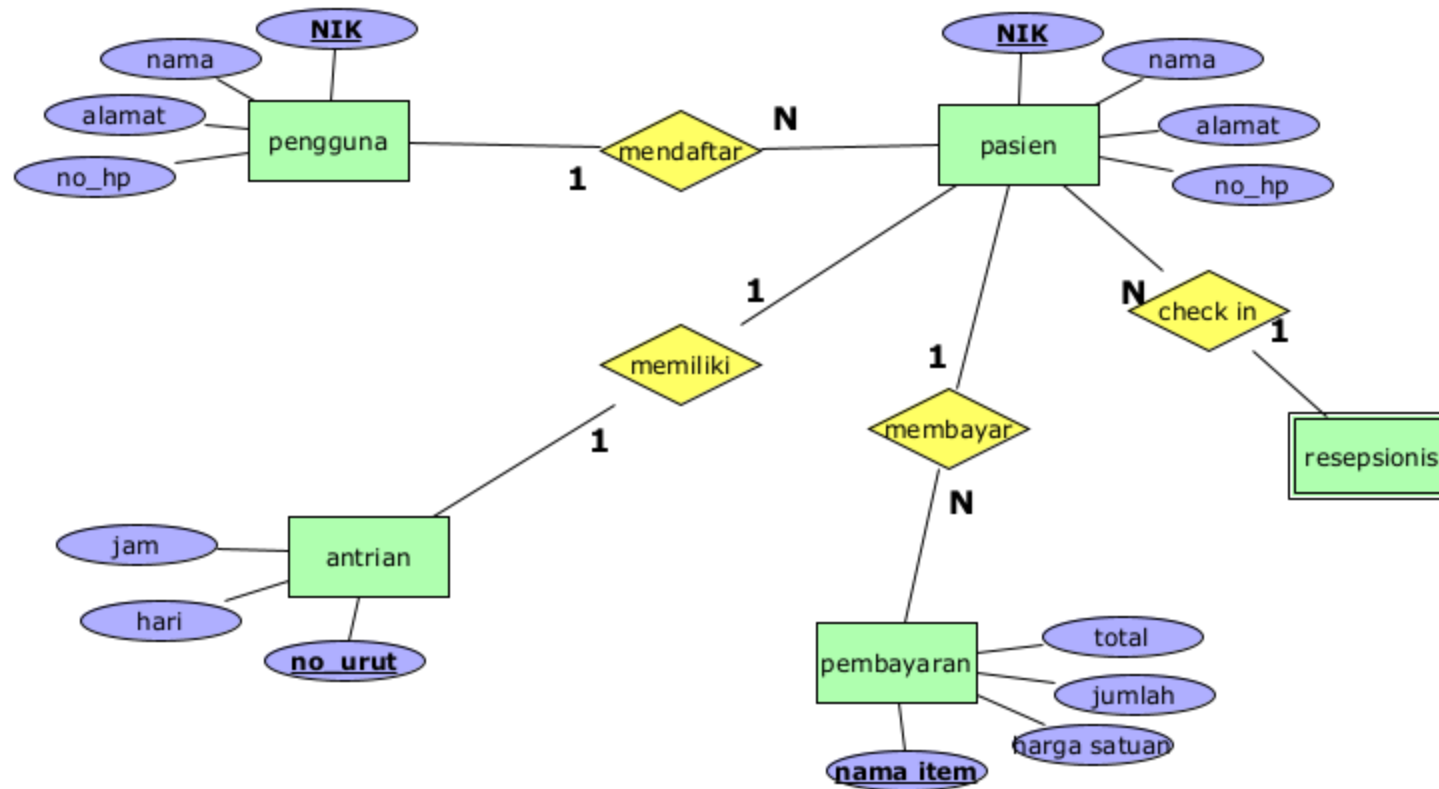 NIK
nama
alamat
no_hp
pengguna
1
mendaftar
N
NIK
nama
alamat
no_hp
pasien
1
memiliki
1
1
membayar
N
N
check in
1
resepsionis
jam
hari
no_urut
antrian
pembayaran
total
jumlah
harga satuan
nama item